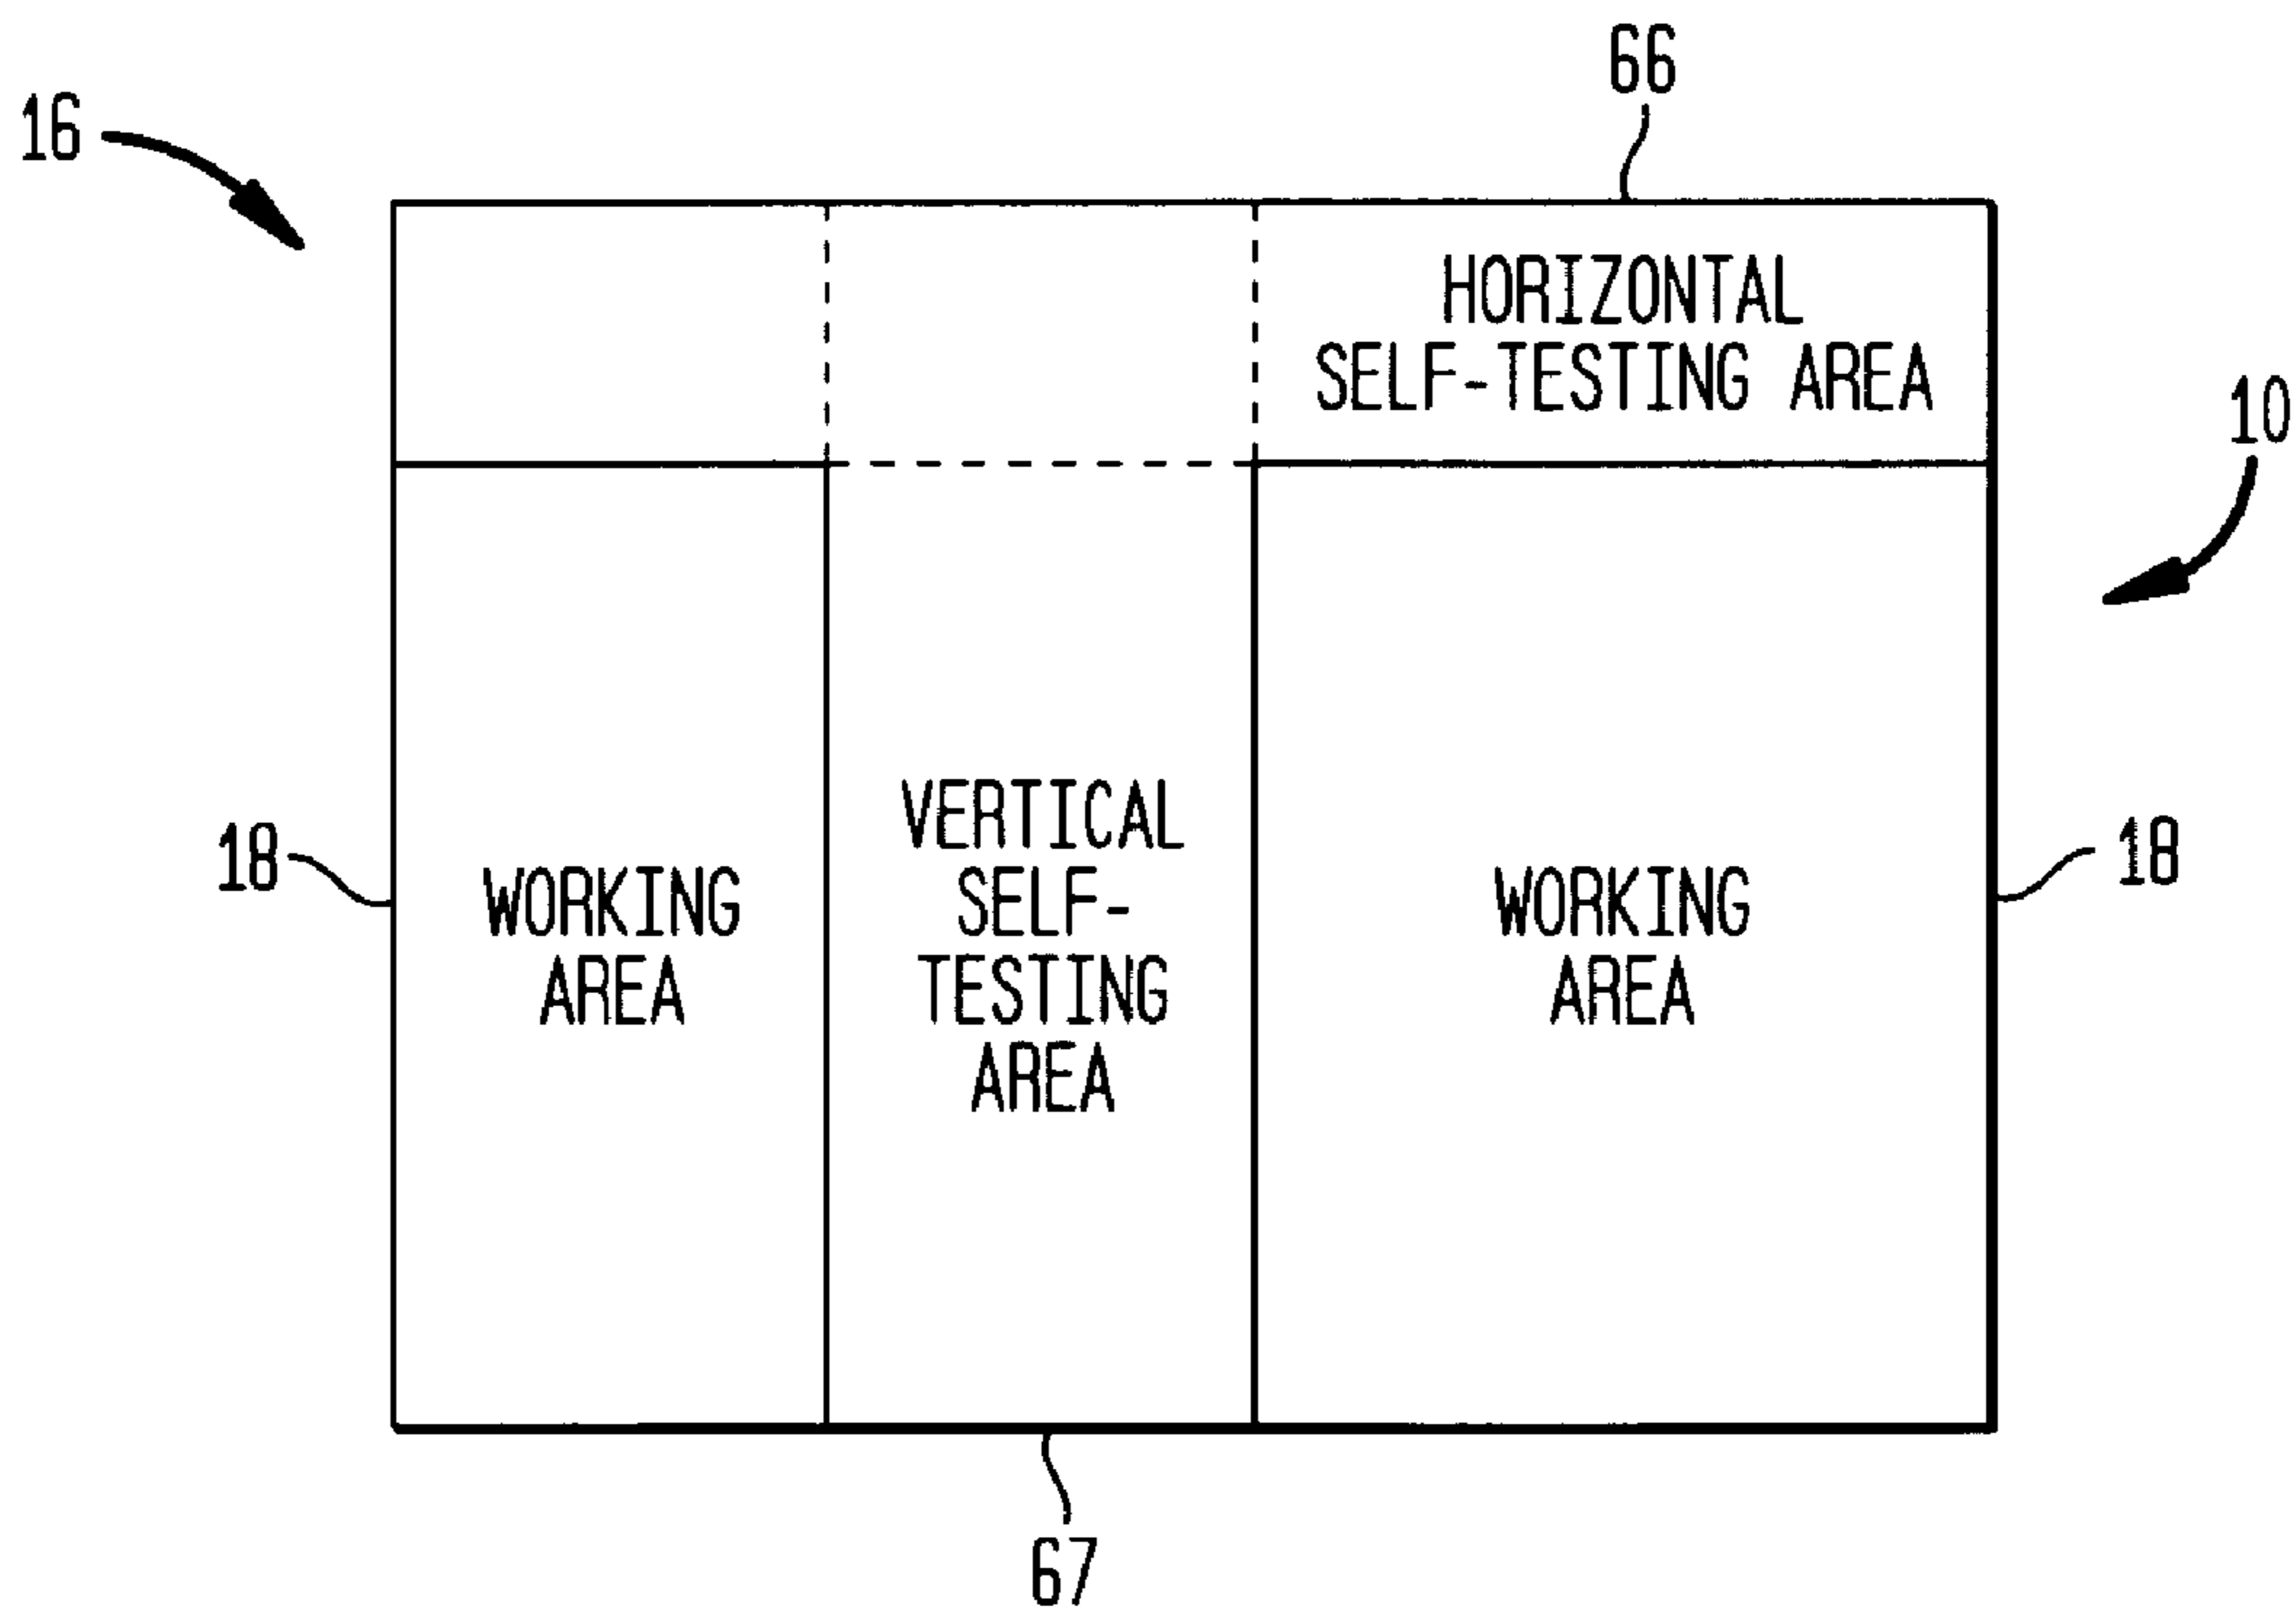 66
16
HORIZONTAL
SELF-TESTING AREA
10
18
WORKING
AREA
VERTICAL
SELF-
TESTING
AREA
WORKING
AREA
18
67